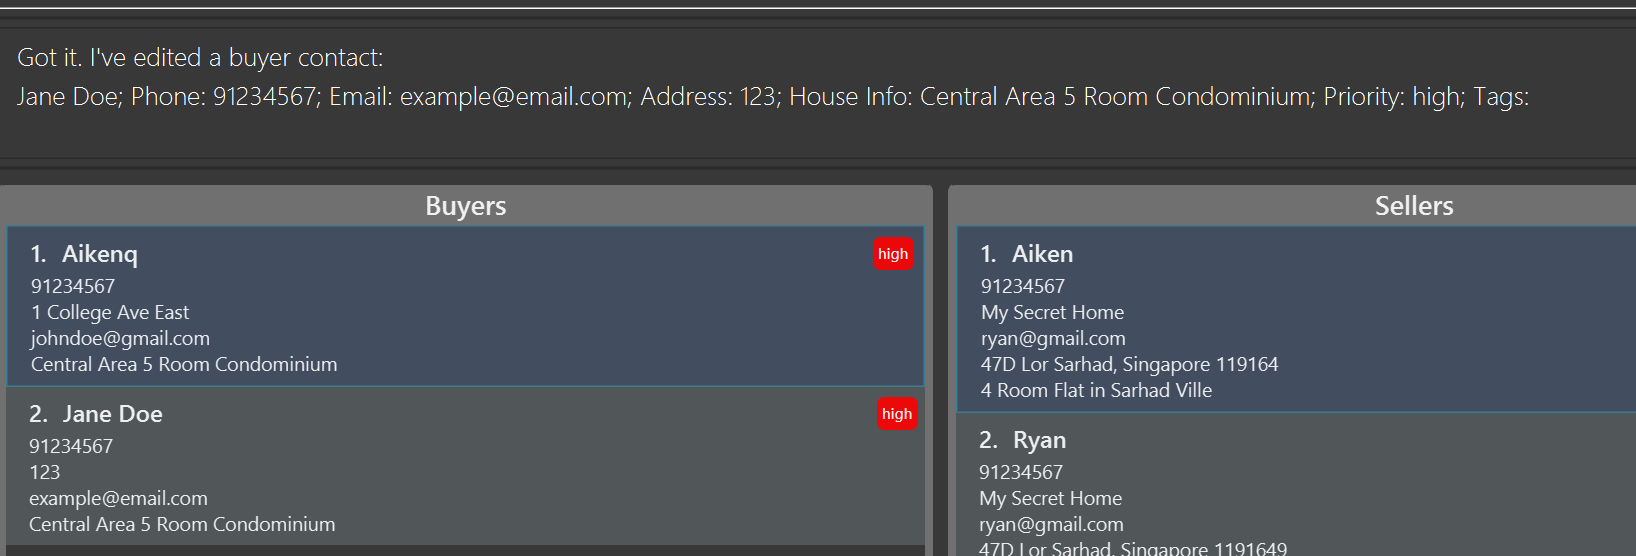 Got it. I've edited a buyer contact:
Jane Doe; Phone: 91234567; Email: example@email.com; Address: 123; House Info: Central Area 5 Room Condominium; Priority: high; Tags:
Buyers
1. Aikenq
high
91234567
1 College Ave East
johndoe@gmail.com
Central Area 5 Room Condominium
2. Jane Doe
high
91234567
123
example@email.com
Central Area 5 Room Condominium
Sellers
1. Aiken
91234567
My Secret Home
ryan@gmail.com
47D Lor Sarhad, Singapore 119164
4 Room Flat in Sarhad Ville
2. Ryan
91234567
My Secret Home
ryan@gmail.com
47D Lor Sarhad, Singapore 1191649